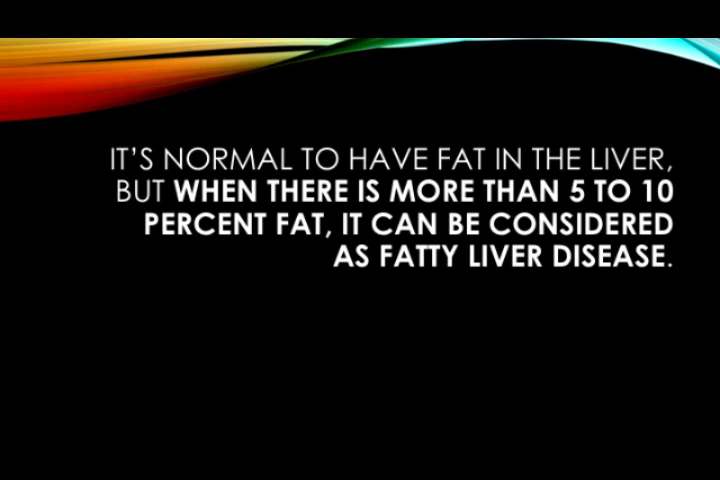 IT’S NORMAL TO HAVE FAT IN THE LIVER,
BUT WHEN THERE IS MORE THAN 5 TO 10
PERCENT FAT, IT CAN BE CONSIDERED
AS FATTY LIVER DISEASE.